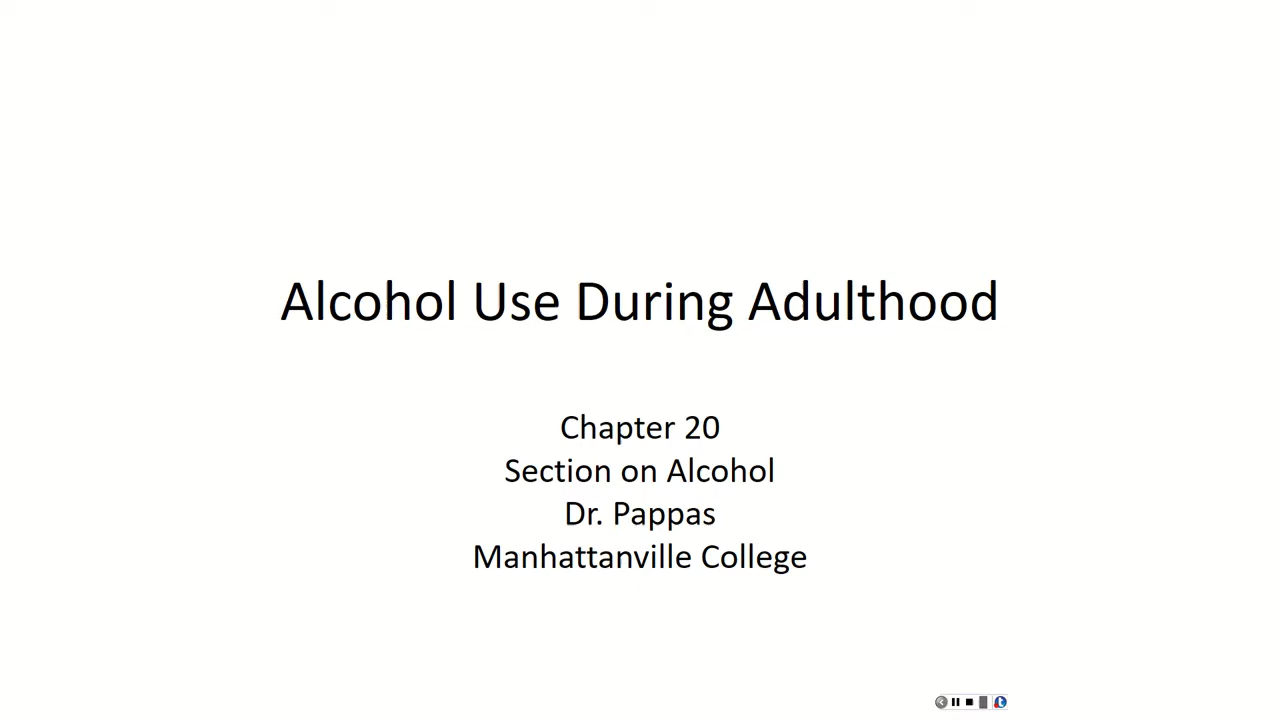 Alcohol Use During Adulthood
Chapter 20
Section on Alcohol
Dr. Pappas
Manhattanville College